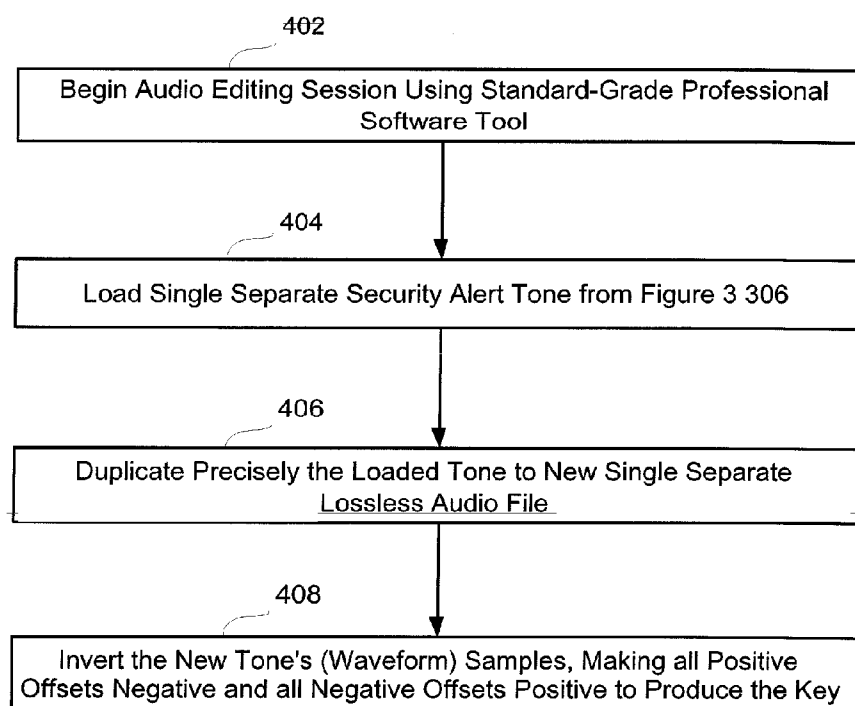 402
Begin Audio Editing Session Using Standard-Grade Professional
Software Tool
404
Load Single Separate Security Alert Tone from Figure 3 306
406
Duplicate Precisely the Loaded Tone to New Single Separate
Lossless Audio File
408
Invert the New Tone's (Waveform) Samples, Making all Positive
Offsets Negative and all Negative Offsets Positive to Produce the Key